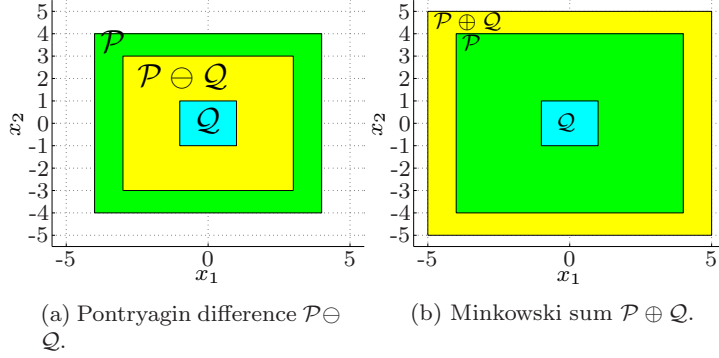 5
4
3
2
1
0
-1
-2
-3
-4
-5
x₂
𝒫
𝒫 ⊖ 𝒬
𝒬
-5 0 5
x₁
(a) Pontryagin difference 𝒫⊖
𝒬.
5
4
3
2
1
0
-1
-2
-3
-4
-5
x₂
𝒫 ⊕ 𝒬
𝒫
𝒬
-5 0 5
x₁
(b) Minkowski sum 𝒫 ⊕ 𝒬.